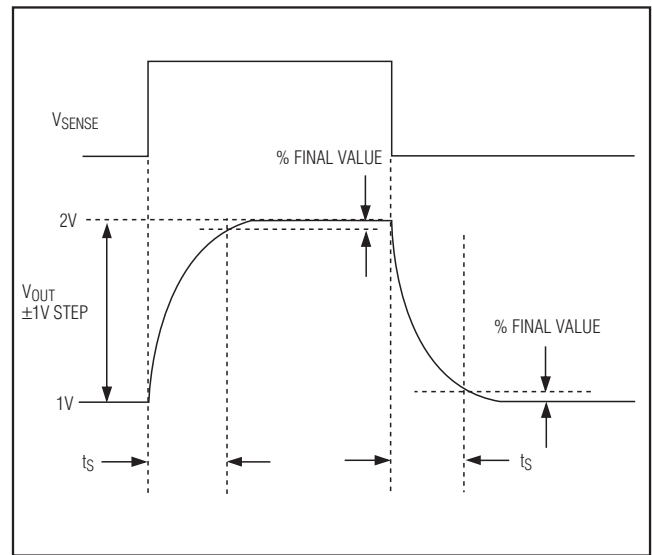 VSENSE
% FINAL VALUE
2V
VOUT
±1V STEP
% FINAL VALUE
1V
tS
tS